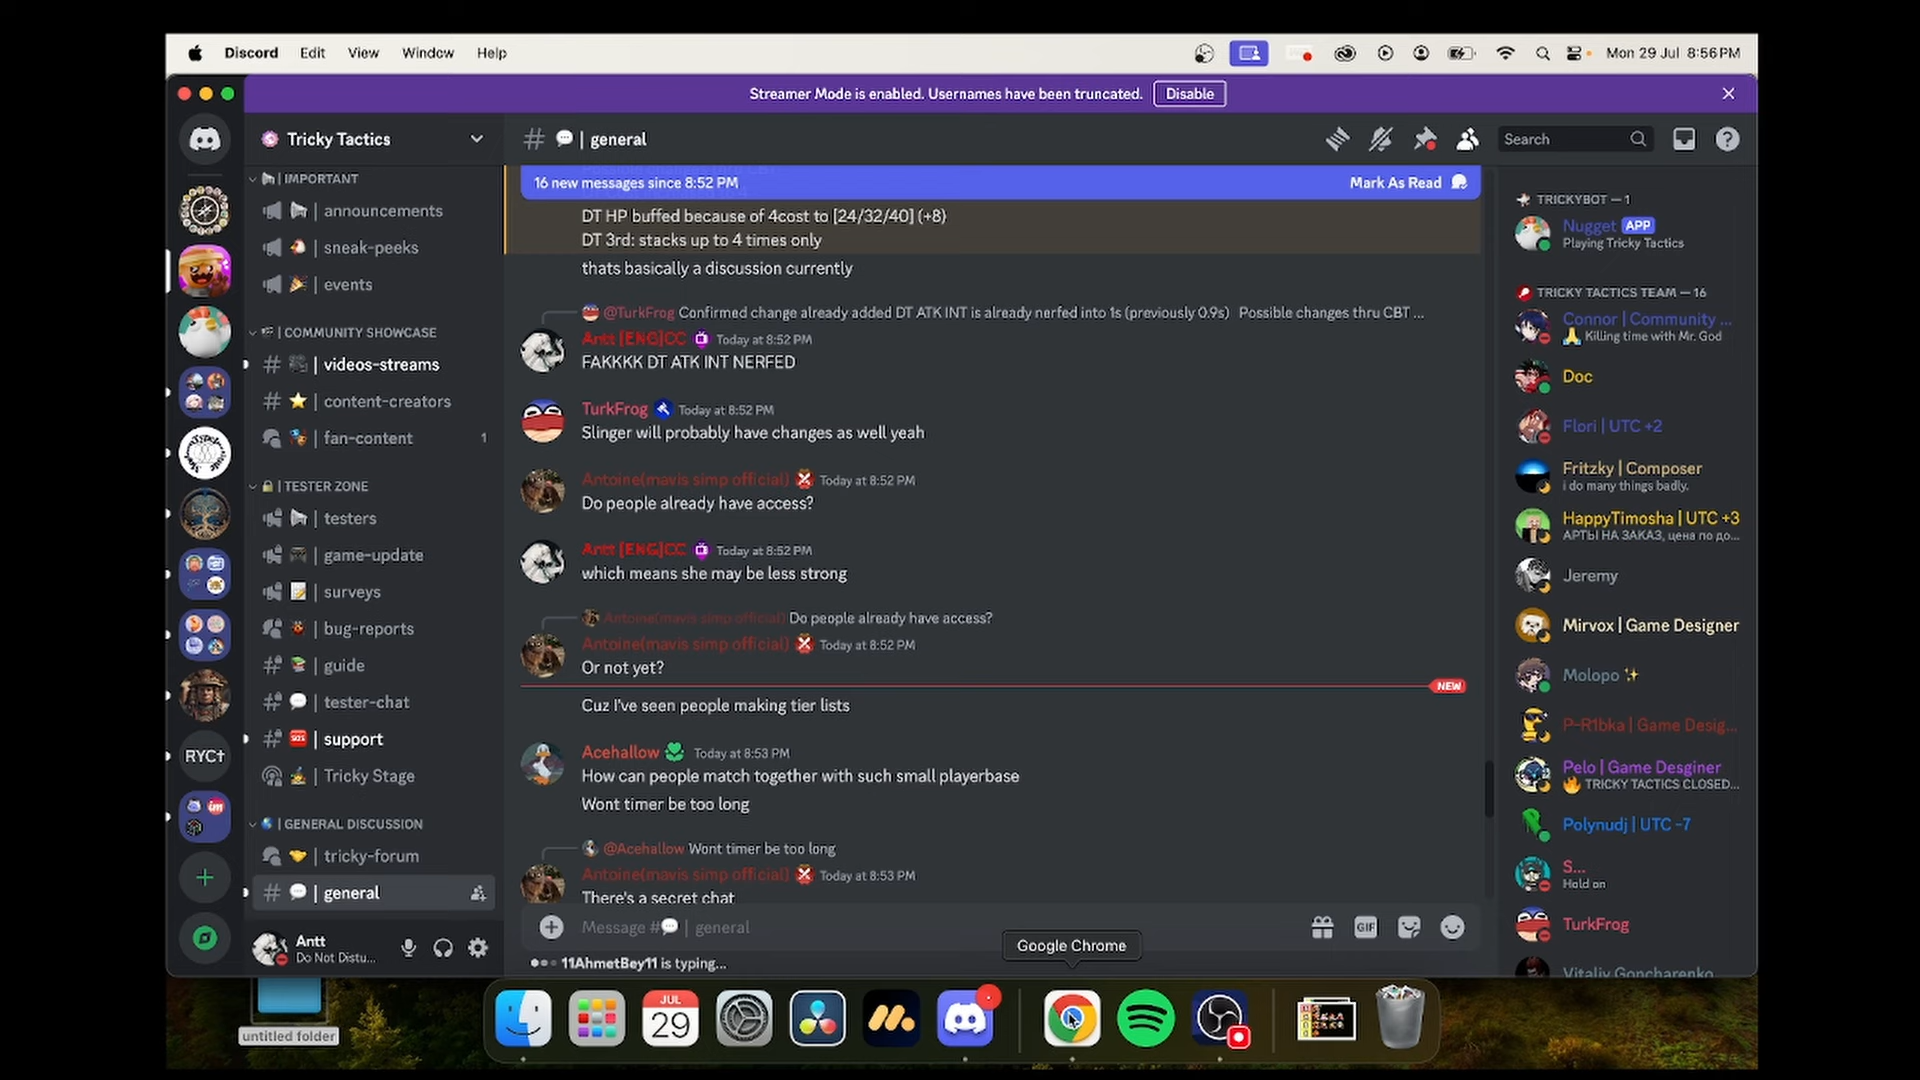 Discord Edit View Window Help
Mon 29 Jul 8:56 PM
Streamer Mode is enabled. Usernames have been truncated. Disable
Tricky Tactics
| general
Search
| IMPORTANT
| announcements
| sneak-peeks
| events
| COMMUNITY SHOWCASE
| videos-streams
| content-creators
| fan-content 1
| TESTER ZONE
| testers
| game-update
| surveys
| bug-reports
| guide
| tester-chat
| support
| Tricky Stage
| GENERAL DISCUSSION
| tricky-forum
| general
RYC†
Antt
Do Not Distu...
16 new messages since 8:52 PM Mark As Read
DT HP buffed because of 4cost to [24/32/40] (+8)
DT 3rd: stacks up to 4 times only
thats basically a discussion currently
@TurkFrog Confirmed change already added DT ATK INT is already nerfed into 1s (previously 0.9s) Possible changes thru CBT ...
Antt [ENG]CC Today at 8:52 PM
FAKKKK DT ATK INT NERFED
TurkFrog Today at 8:52 PM
Slinger will probably have changes as well yeah
Antoine(mavis simp official) Today at 8:52 PM
Do people already have access?
Antt [ENG]CC Today at 8:52 PM
which means she may be less strong
Antoine(mavis simp official) Do people already have access?
Antoine(mavis simp official) Today at 8:52 PM
Or not yet?
NEW
Cuz I've seen people making tier lists
Acehallow Today at 8:53 PM
How can people match together with such small playerbase
Wont timer be too long
@Acehallow Wont timer be too long
Antoine(mavis simp official) Today at 8:53 PM
There's a secret chat
Message # | general
GIF
11AhmetBey11 is typing...
Google Chrome
TRICKYBOT — 1
Nugget APP
Playing Tricky Tactics
TRICKY TACTICS TEAM — 16
Connor | Community ...
Killing time with Mr. God
Doc
Flori | UTC +2
Fritzky | Composer
i do many things badly.
HappyTimosha | UTC +3
АРТЫ НА ЗАКАЗ, цена по до...
Jeremy
Mirvox | Game Designer
Molopo
P-R1bka | Game Desig...
Pelo | Game Desginer
TRICKY TACTICS CLOSED...
Polynudj | UTC -7
S...
Hold on
TurkFrog
Vitaliy Goncharenko
untitled folder
JUL
29